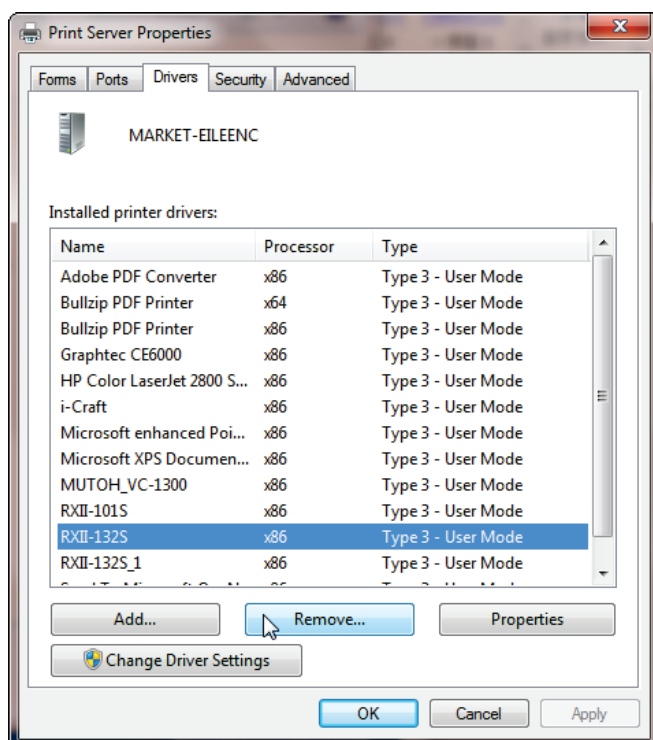 Print Server Properties
Forms Ports Drivers Security Advanced
MARKET-EILEENC
Installed printer drivers:
Name Processor Type
Adobe PDF Converter x86 Type 3 - User Mode
Bullzip PDF Printer x64 Type 3 - User Mode
Bullzip PDF Printer x86 Type 3 - User Mode
Graphtec CE6000 x86 Type 3 - User Mode
HP Color LaserJet 2800 S... x86 Type 3 - User Mode
i-Craft x86 Type 3 - User Mode
Microsoft enhanced Poi... x86 Type 3 - User Mode
Microsoft XPS Documen... x86 Type 3 - User Mode
MUTOH_VC-1300 x86 Type 3 - User Mode
RXII-101S x86 Type 3 - User Mode
RXII-132S x86 Type 3 - User Mode
RXII-132S_1 x86 Type 3 - User Mode
Add... Remove... Properties
Change Driver Settings
OK Cancel Apply